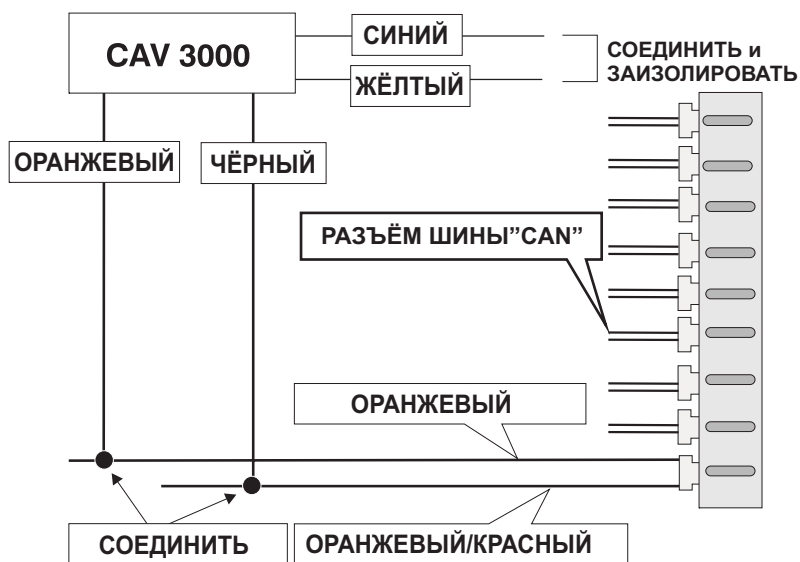 CAV 3000
СИНИЙ
ЖЁЛТЫЙ
СОЕДИНИТЬ и
ЗАИЗОЛИРОВАТЬ
ОРАНЖЕВЫЙ
ЧЁРНЫЙ
РАЗЪЁМ ШИНЫ”CAN”
ОРАНЖЕВЫЙ
СОЕДИНИТЬ
ОРАНЖЕВЫЙ/КРАСНЫЙ